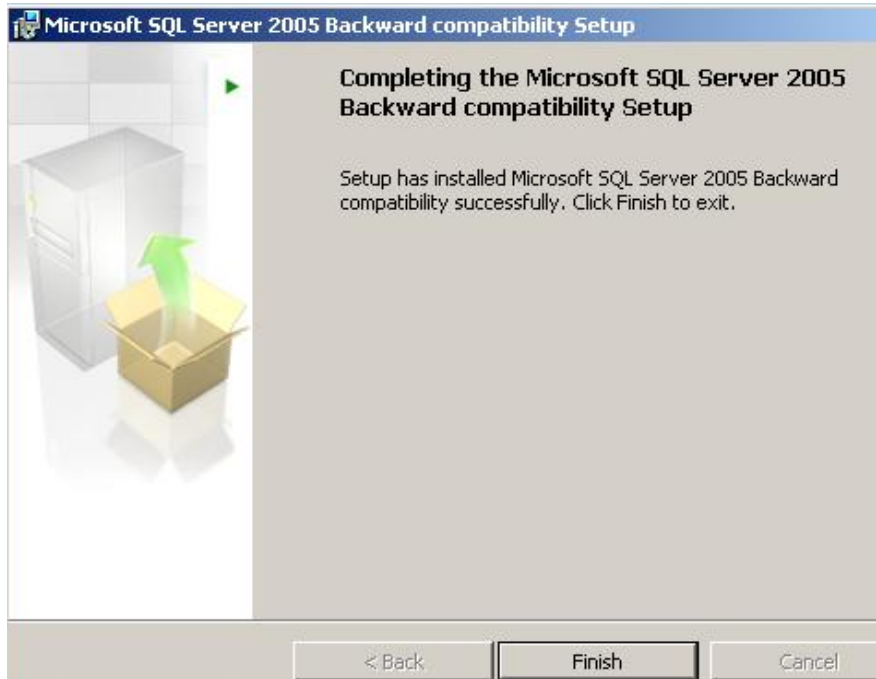 Microsoft SQL Server 2005 Backward compatibility Setup
Completing the Microsoft SQL Server 2005
Backward compatibility Setup
Setup has installed Microsoft SQL Server 2005 Backward
compatibility successfully. Click Finish to exit.
< Back Finish Cancel